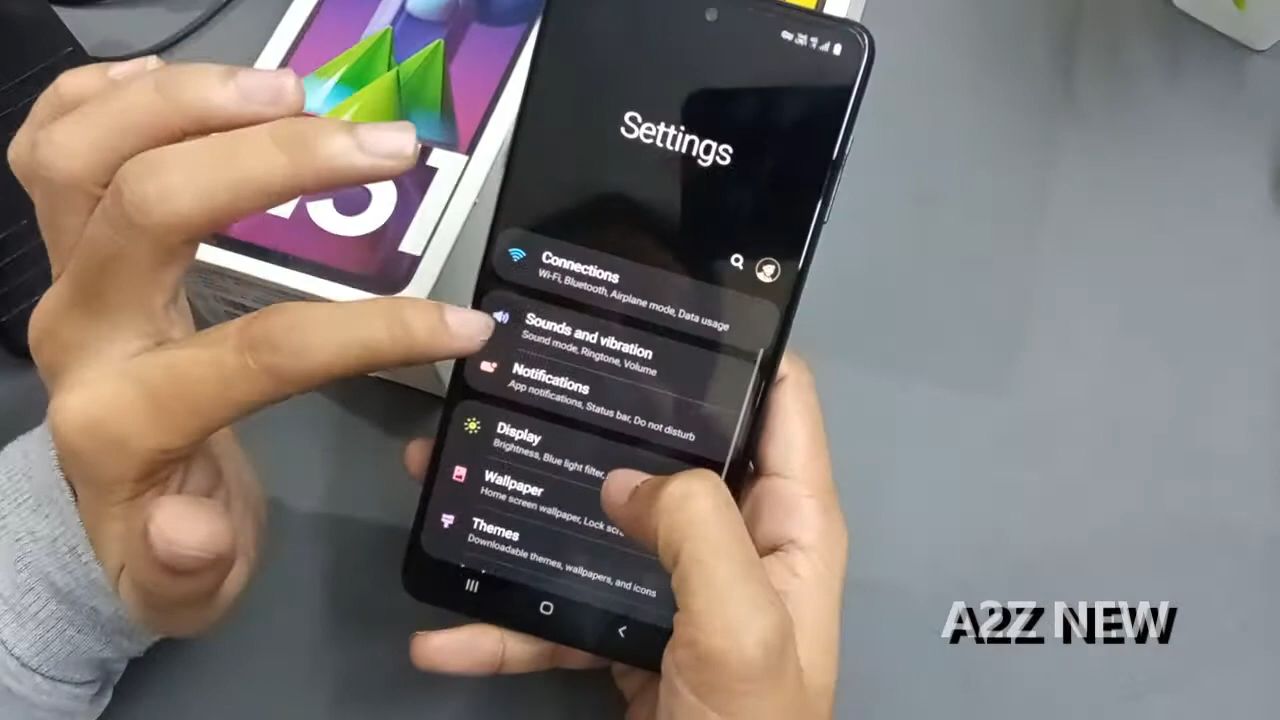 Settings
Connections
Wi-Fi, Bluetooth, Airplane mode, Data usage
Sounds and vibration
Sound mode, Ringtone, Volume
Notifications
App notifications, Status bar, Do not disturb
Display
Brightness, Blue light filter,
Wallpaper
Home screen wallpaper, Lock
Themes
Downloadable themes, wallpapers, and icons
51
A2Z NEW